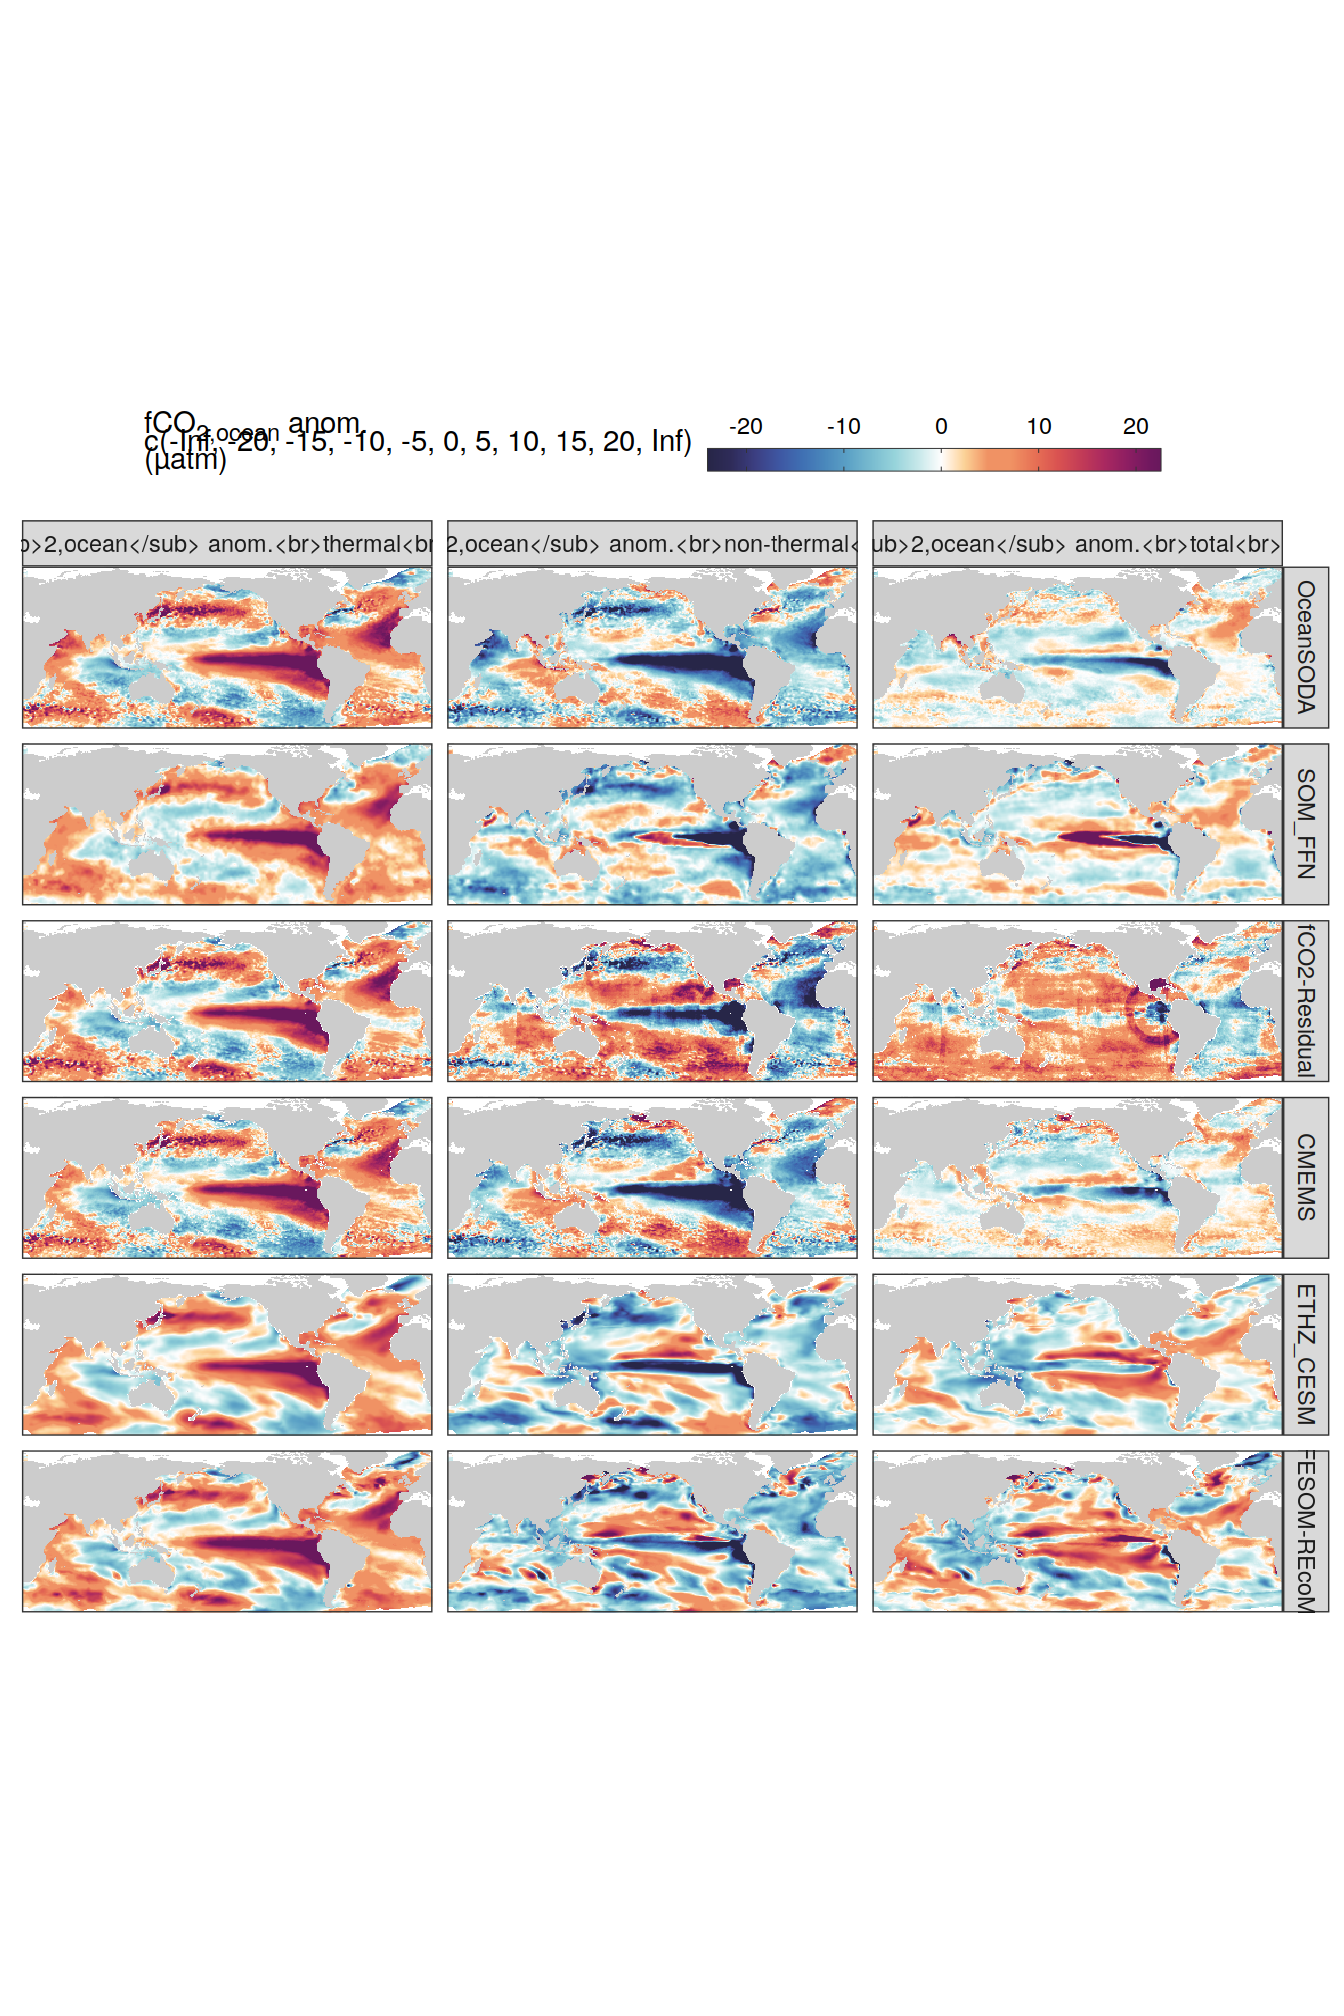 fCO2,ocean anom.
c(-Inf, -20, -15, -10, -5, 0, 5, 10, 15, 20, Inf)
(µatm)
-20 -10 0 10 20
b>2,ocean</sub> anom.<br>thermal<br
2,ocean</sub> anom.<br>non-thermal<
ub>2,ocean</sub> anom.<br>total<br>
OceanSODA
SOM_FFN
fCO2-Residual
CMEMS
ETHZ_CESM
FESOM-REcoM